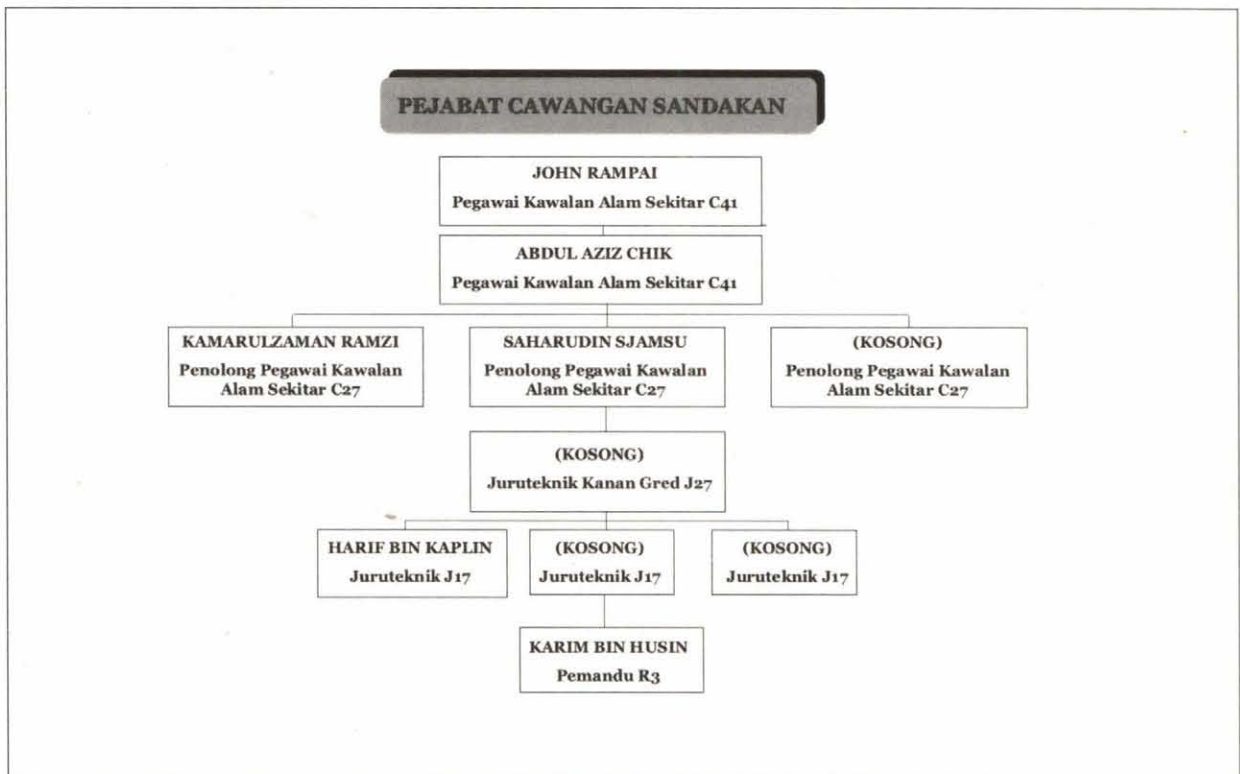 PEJABAT CAWANGAN SANDAKAN
JOHN RAMPAI
Pegawai Kawalan Alam Sekitar C41
ABDUL AZIZ CHIK
Pegawai Kawalan Alam Sekitar C41
KAMARULZAMAN RAMZI
Penolong Pegawai Kawalan
Alam Sekitar C27
SAHARUDIN SJAMSU
Penolong Pegawai Kawalan
Alam Sekitar C27
(KOSONG)
Penolong Pegawai Kawalan
Alam Sekitar C27
(KOSONG)
Juruteknik Kanan Gred J27
HARIF BIN KAPLIN
Juruteknik J17
(KOSONG)
Juruteknik J17
(KOSONG)
Juruteknik J17
KARIM BIN HUSIN
Pemandu R3